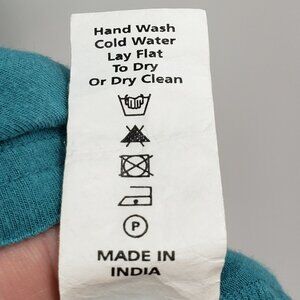 Hand Wash
Cold Water
Lay Flat
To Dry
Or Dry Clean
P
MADE IN
INDIA